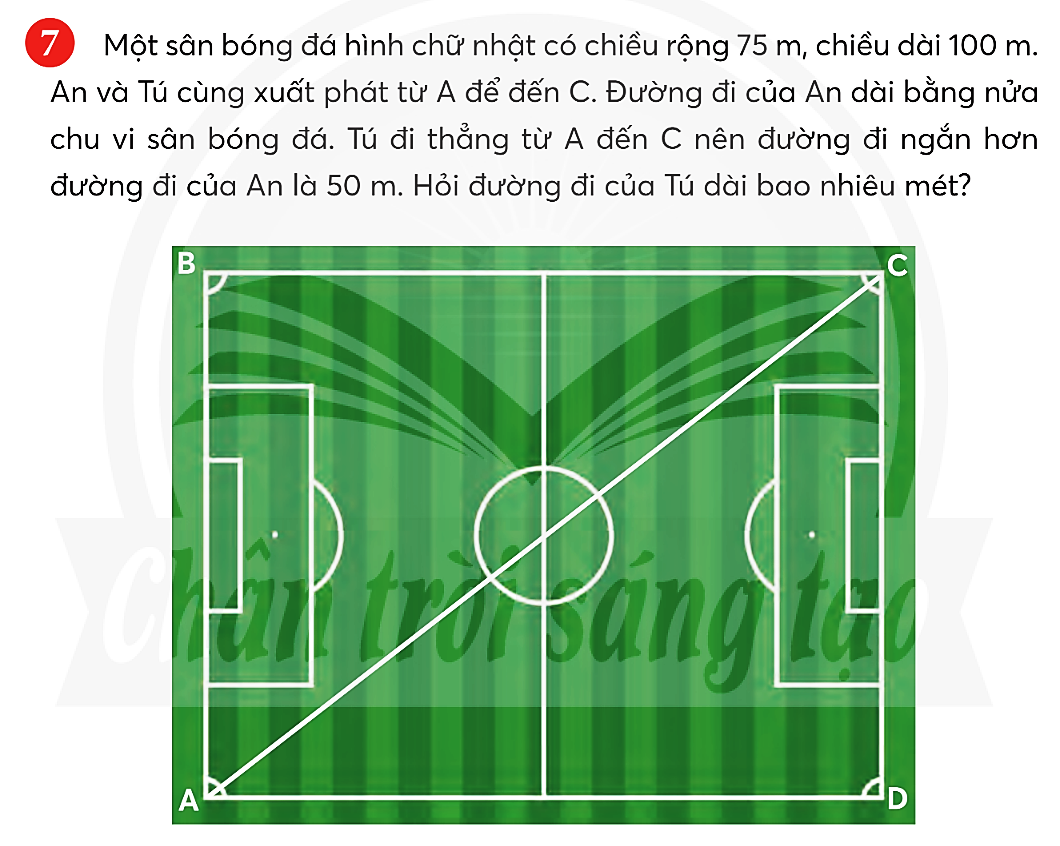 7 Một sân bóng đá hình chữ nhật có chiều rộng 75 m, chiều dài 100 m.
An và Tú cùng xuất phát từ A để đến C. Đường đi của An dài bằng nửa
chu vi sân bóng đá. Tú đi thẳng từ A đến C nên đường đi ngắn hơn
đường đi của An là 50 m. Hỏi đường đi của Tú dài bao nhiêu mét?
B
C
Chân trời sáng tạo
A
D